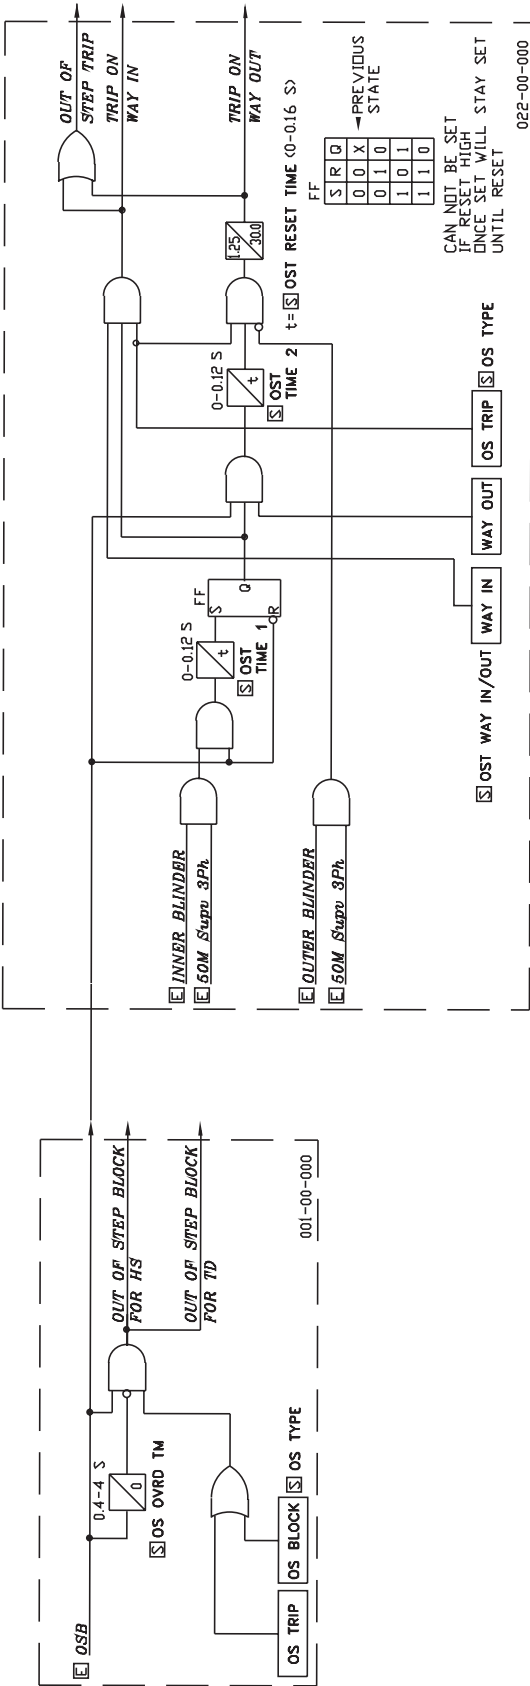 E OSB
0.4-4 S
0
S OS OVRD TM
OS TRIP
OS BLOCK
S OS TYPE
OUT OF STEP BLOCK
FOR HS
OUT OF STEP BLOCK
FOR TD
001-00-000
E INNER BLINDER
E 50M Supv 3Ph
E OUTER BLINDER
E 50M Supv 3Ph
0-0.12 S
t
S OST
TIME 1
FF
S
Q
R
0-0.12 S
t
S OST
TIME 2
1.25
30.0
t= S OST RESET TIME (0-0.16 S)
S OST WAY IN/OUT
WAY IN
WAY OUT
OS TRIP
S OS TYPE
OUT OF
STEP TRIP
TRIP ON
WAY IN
TRIP ON
WAY OUT
FF
S R Q
0 0 X
PREVIOUS
STATE
0 1 0
1 0 1
1 1 0
CAN NOT BE SET
IF RESET HIGH
ONCE SET WILL STAY SET
UNTIL RESET
022-00-000